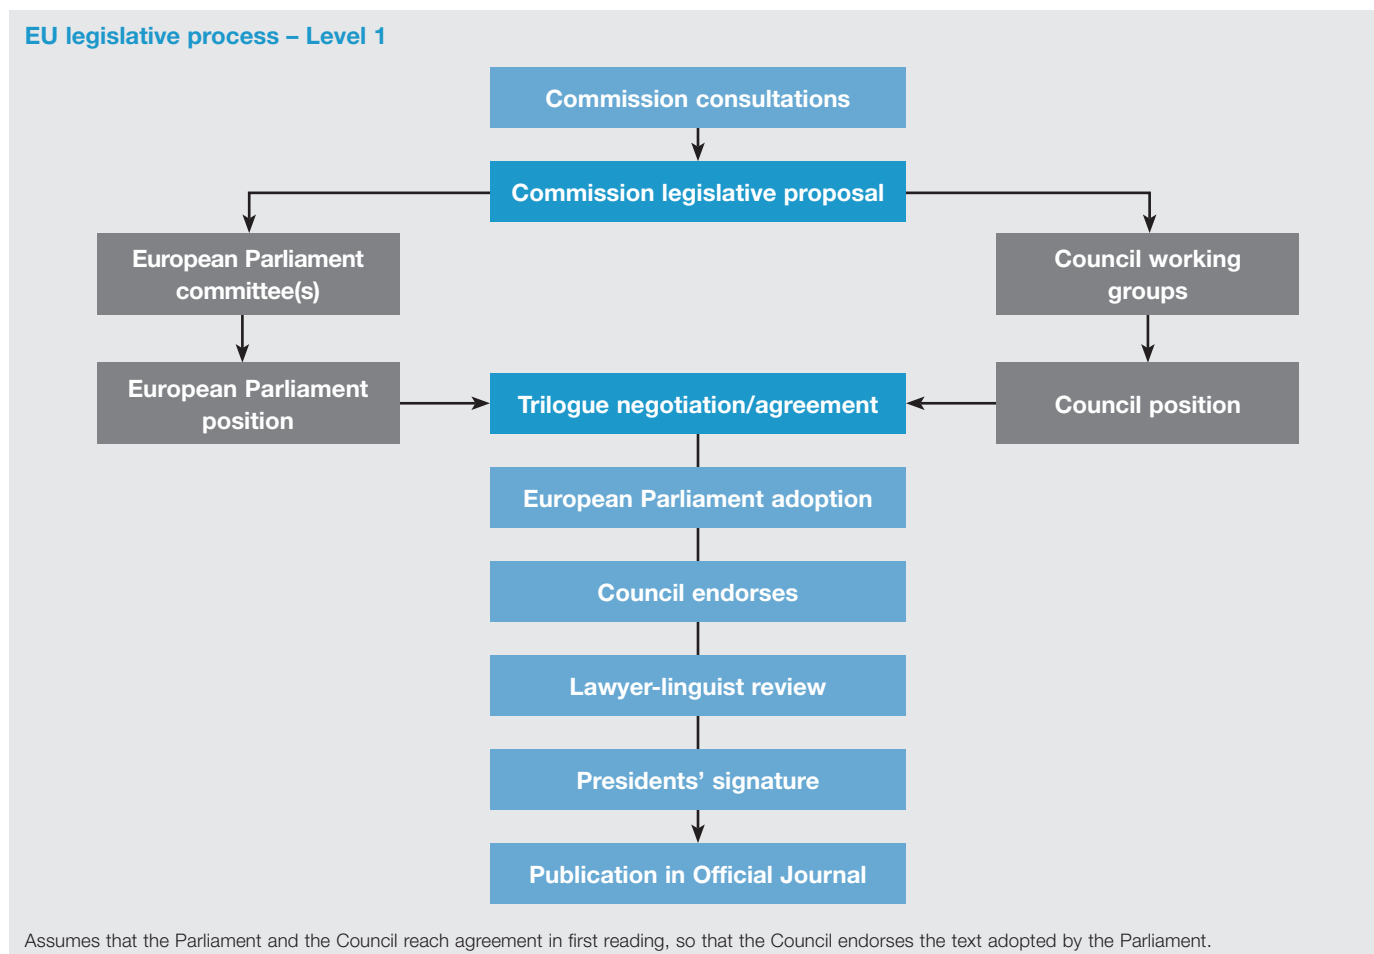 EU legislative process – Level 1
Commission consultations
Commission legislative proposal
European Parliament
committee(s)
Council working
groups
European Parliament
position
Trilogue negotiation/agreement
Council position
European Parliament adoption
Council endorses
Lawyer-linguist review
Presidents’ signature
Publication in Official Journal
Assumes that the Parliament and the Council reach agreement in first reading, so that the Council endorses the text adopted by the Parliament.